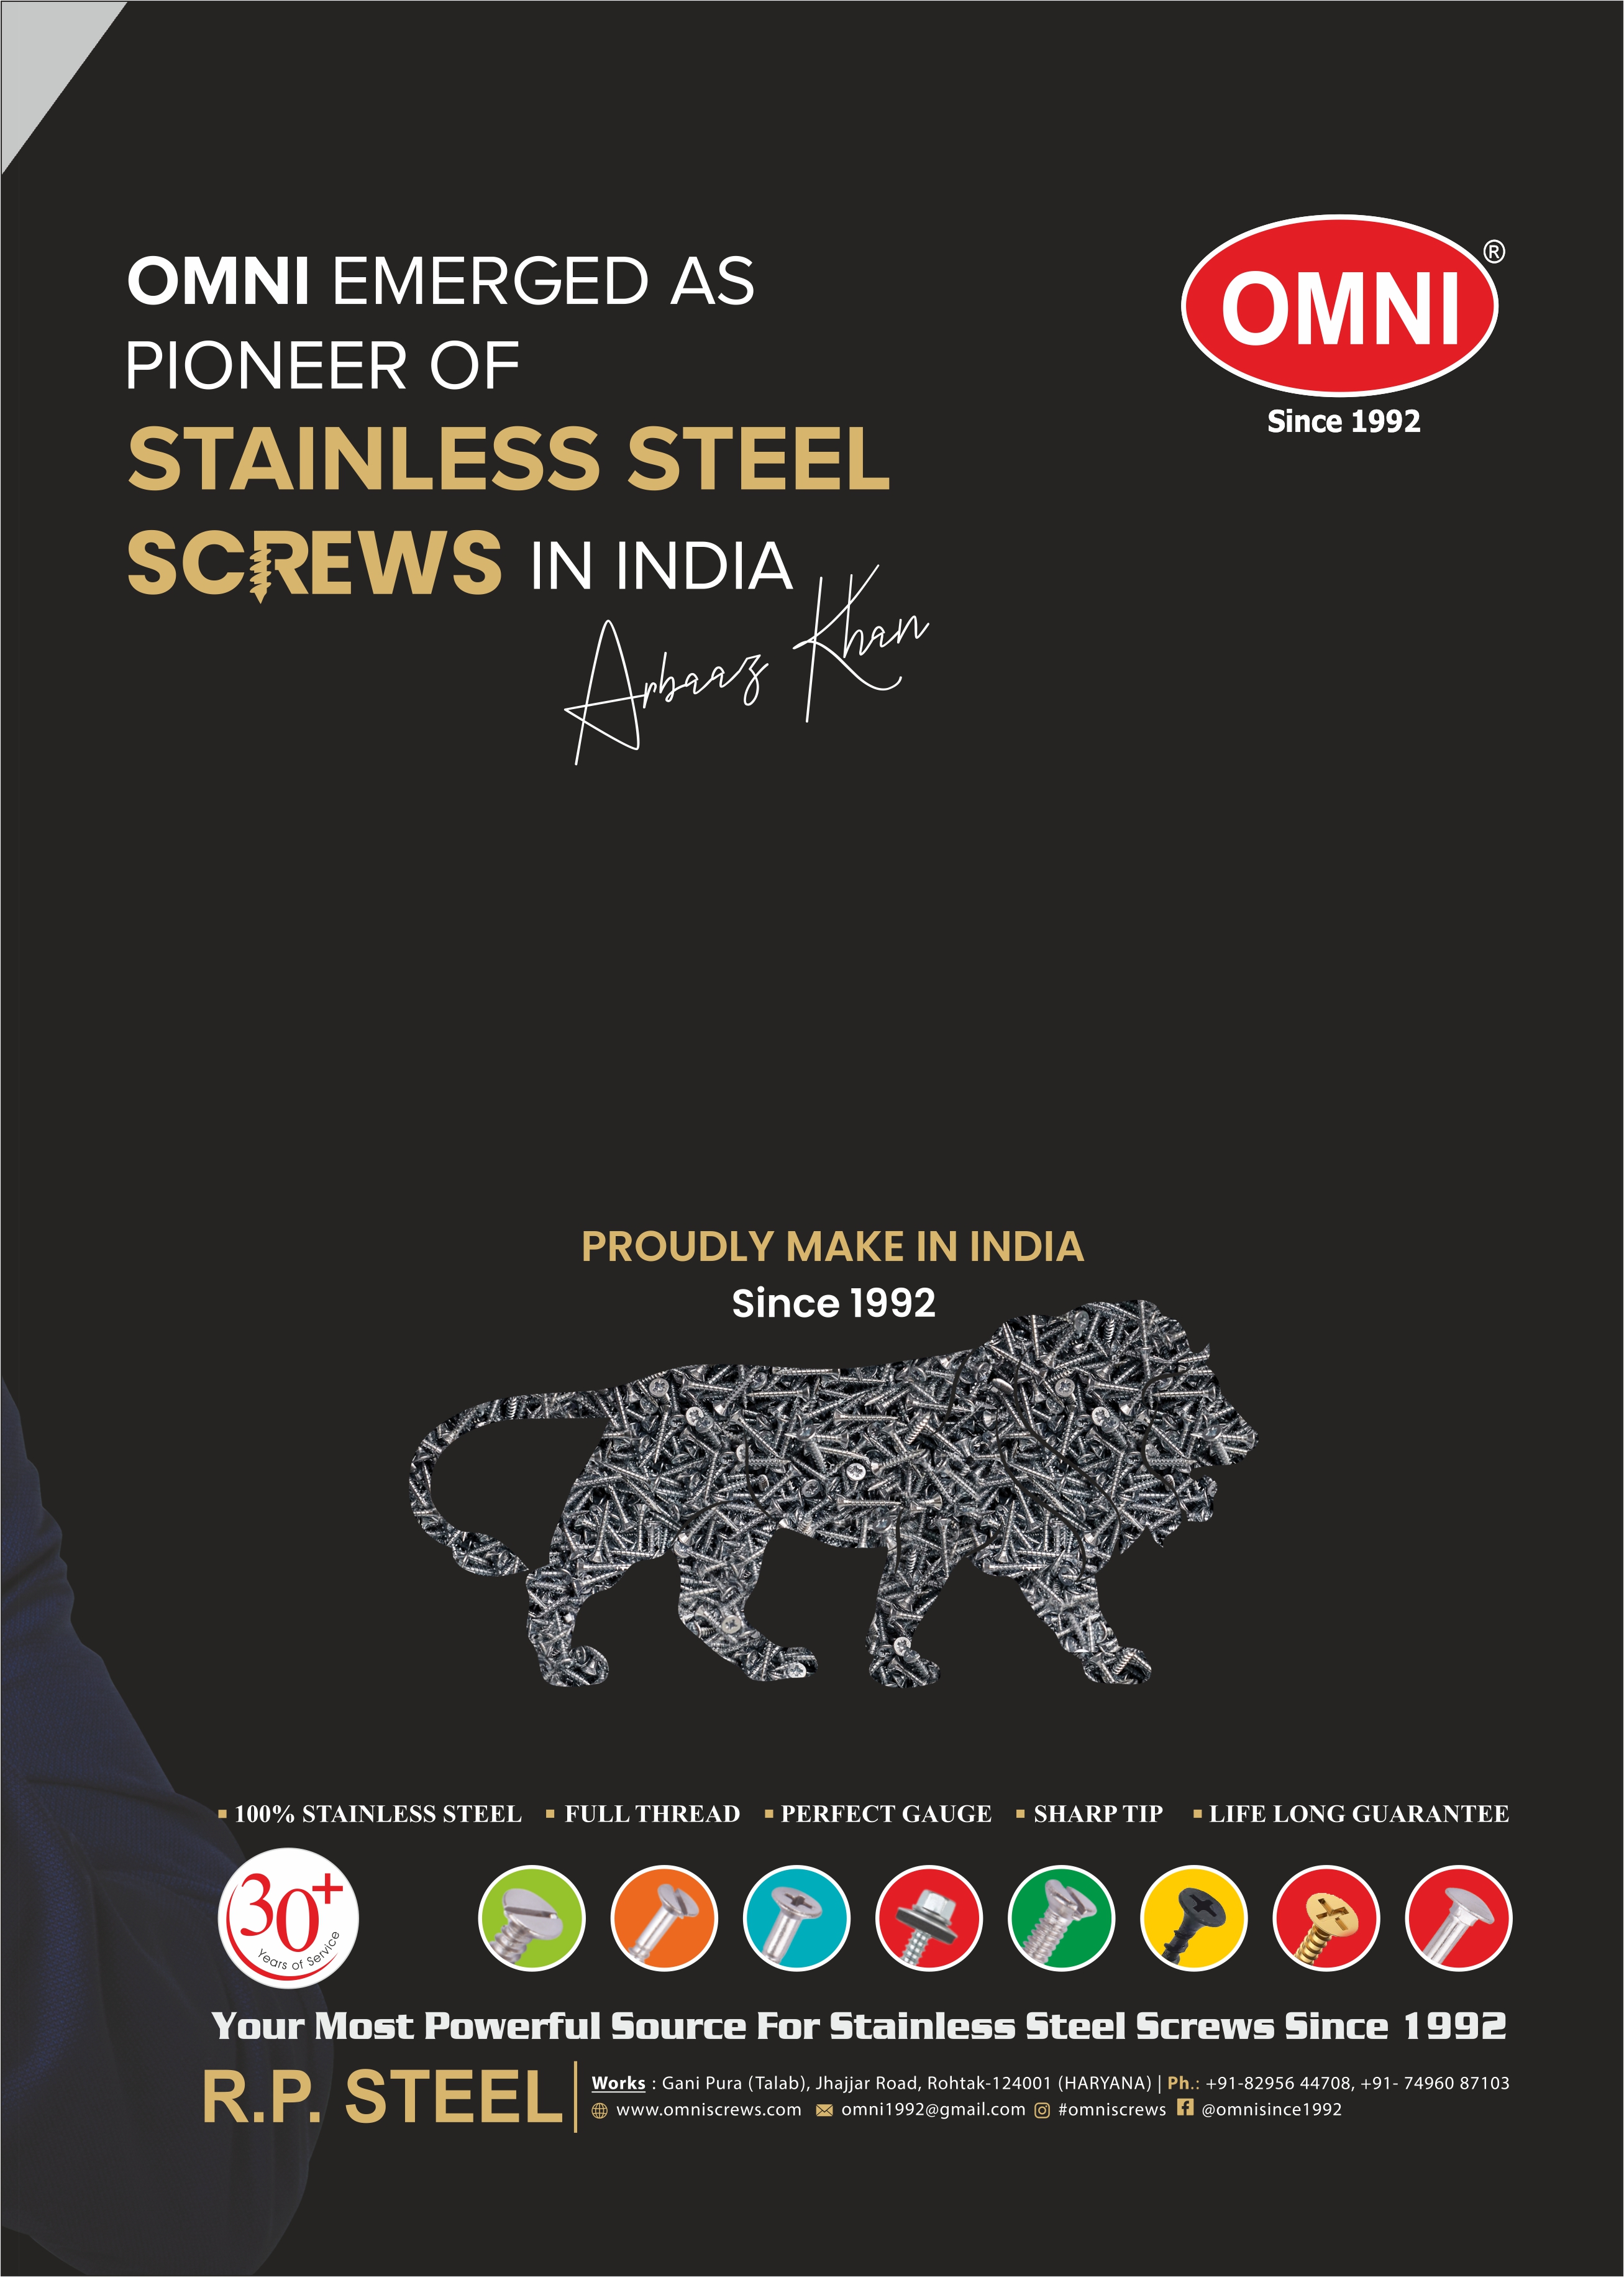 OMNI EMERGED AS
PIONEER OF
STAINLESS STEEL
SCREWS IN INDIA
Arbaaz Khan
OMNI®
Since 1992
PROUDLY MAKE IN INDIA
Since 1992
▪ 100% STAINLESS STEEL ▪ FULL THREAD ▪ PERFECT GAUGE ▪ SHARP TIP ▪ LIFE LONG GUARANTEE
30+
Years of Service
Your Most Powerful Source For Stainless Steel Screws Since 1992
R.P. STEEL
Works : Gani Pura (Talab), Jhajjar Road, Rohtak-124001 (HARYANA) | Ph.: +91-82956 44708, +91- 74960 87103
www.omniscrews.com omni1992@gmail.com #omniscrews @omnisince1992